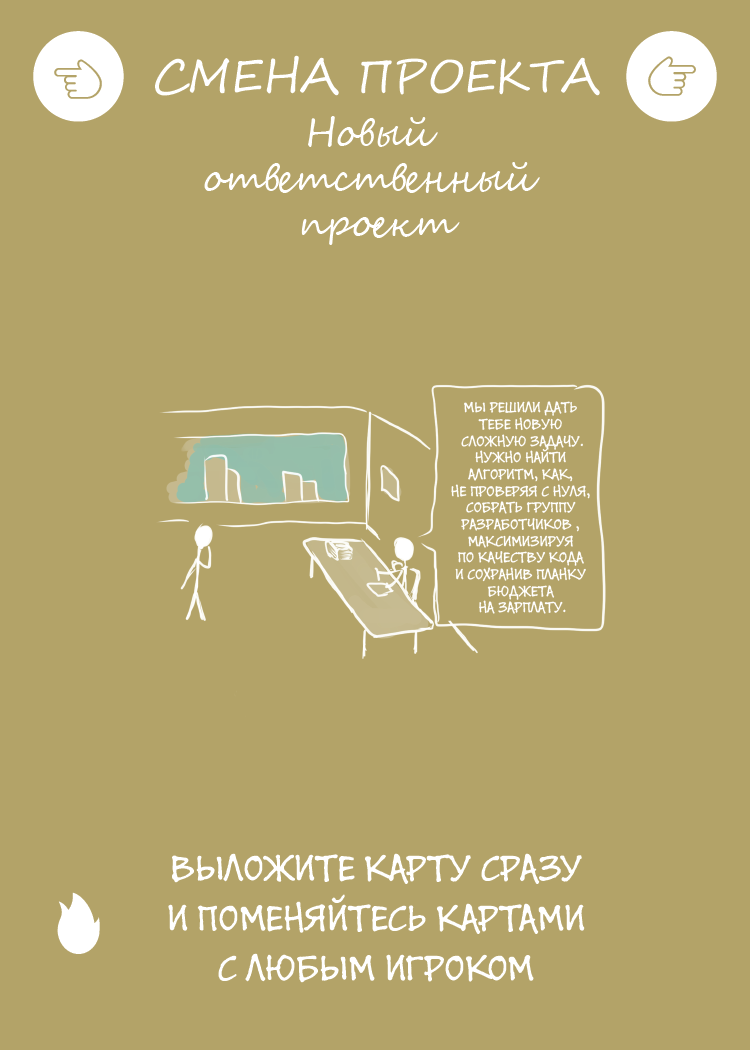 СМЕНА ПРОЕКТА
Новый
ответственный
проект
МЫ РЕШИЛИ ДАТЬ
ТЕБЕ НОВУЮ
СЛОЖНУЮ ЗАДАЧУ.
НУЖНО НАЙТИ
АЛГОРИТМ, КАК,
НЕ ПРОВЕРЯЯ С НУЛЯ,
СОБРАТЬ ГРУППУ
РАЗРАБОТЧИКОВ ,
МАКСИМИЗИРУЯ
ПО КАЧЕСТВУ КОДА
И СОХРАНИВ ПЛАНКУ
БЮДЖЕТА
НА ЗАРПЛАТУ.
ВЫЛОЖИТЕ КАРТУ СРАЗУ
И ПОМЕНЯЙТЕСЬ КАРТАМИ
С ЛЮБЫМ ИГРОКОМ